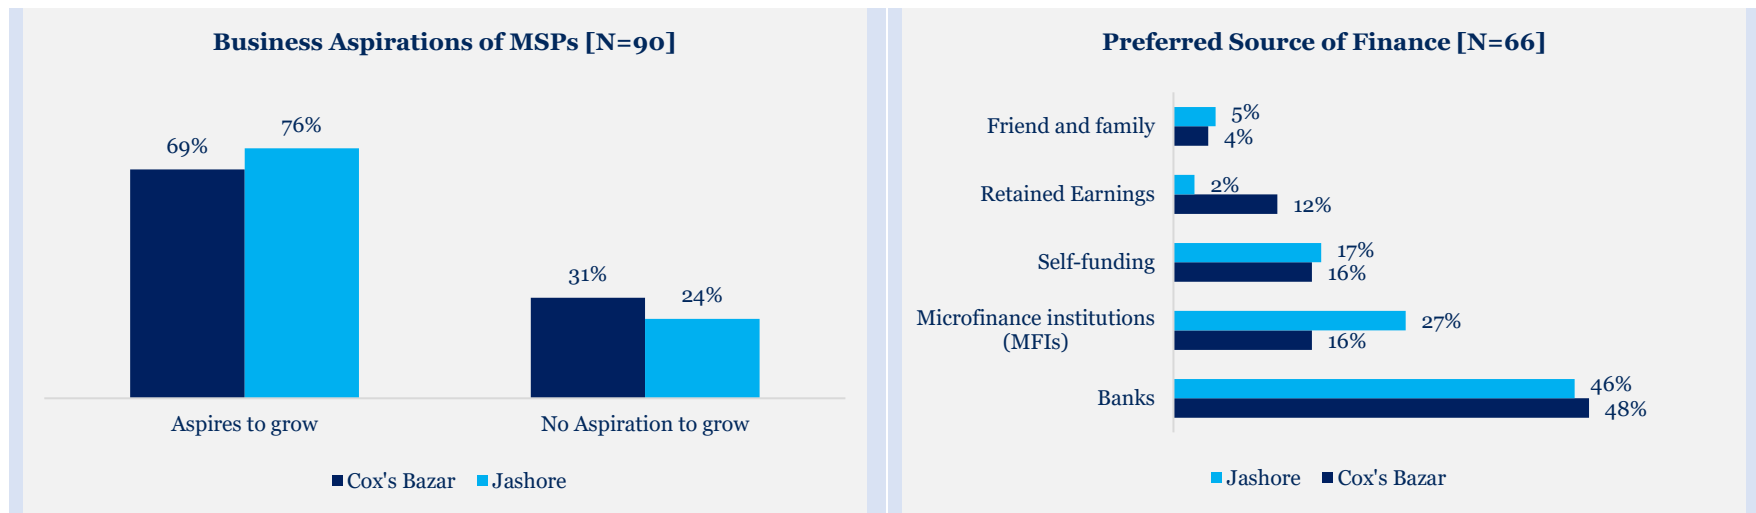 Business Aspirations of MSPs [N=90]
69%
76%
31%
24%
Aspires to grow
No Aspiration to grow
Cox's Bazar
Jashore
Preferred Source of Finance [N=66]
Friend and family
5%
4%
Retained Earnings
2%
12%
Self-funding
17%
16%
Microfinance institutions
(MFIs)
27%
16%
Banks
46%
48%
Jashore
Cox's Bazar